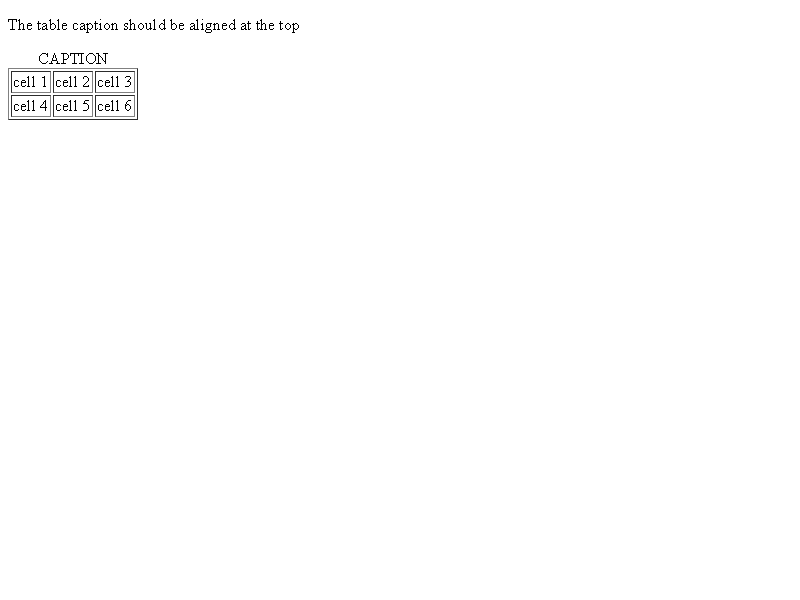 The table caption should be aligned at the top
CAPTION
cell 1 cell 2 cell 3
cell 4 cell 5 cell 6